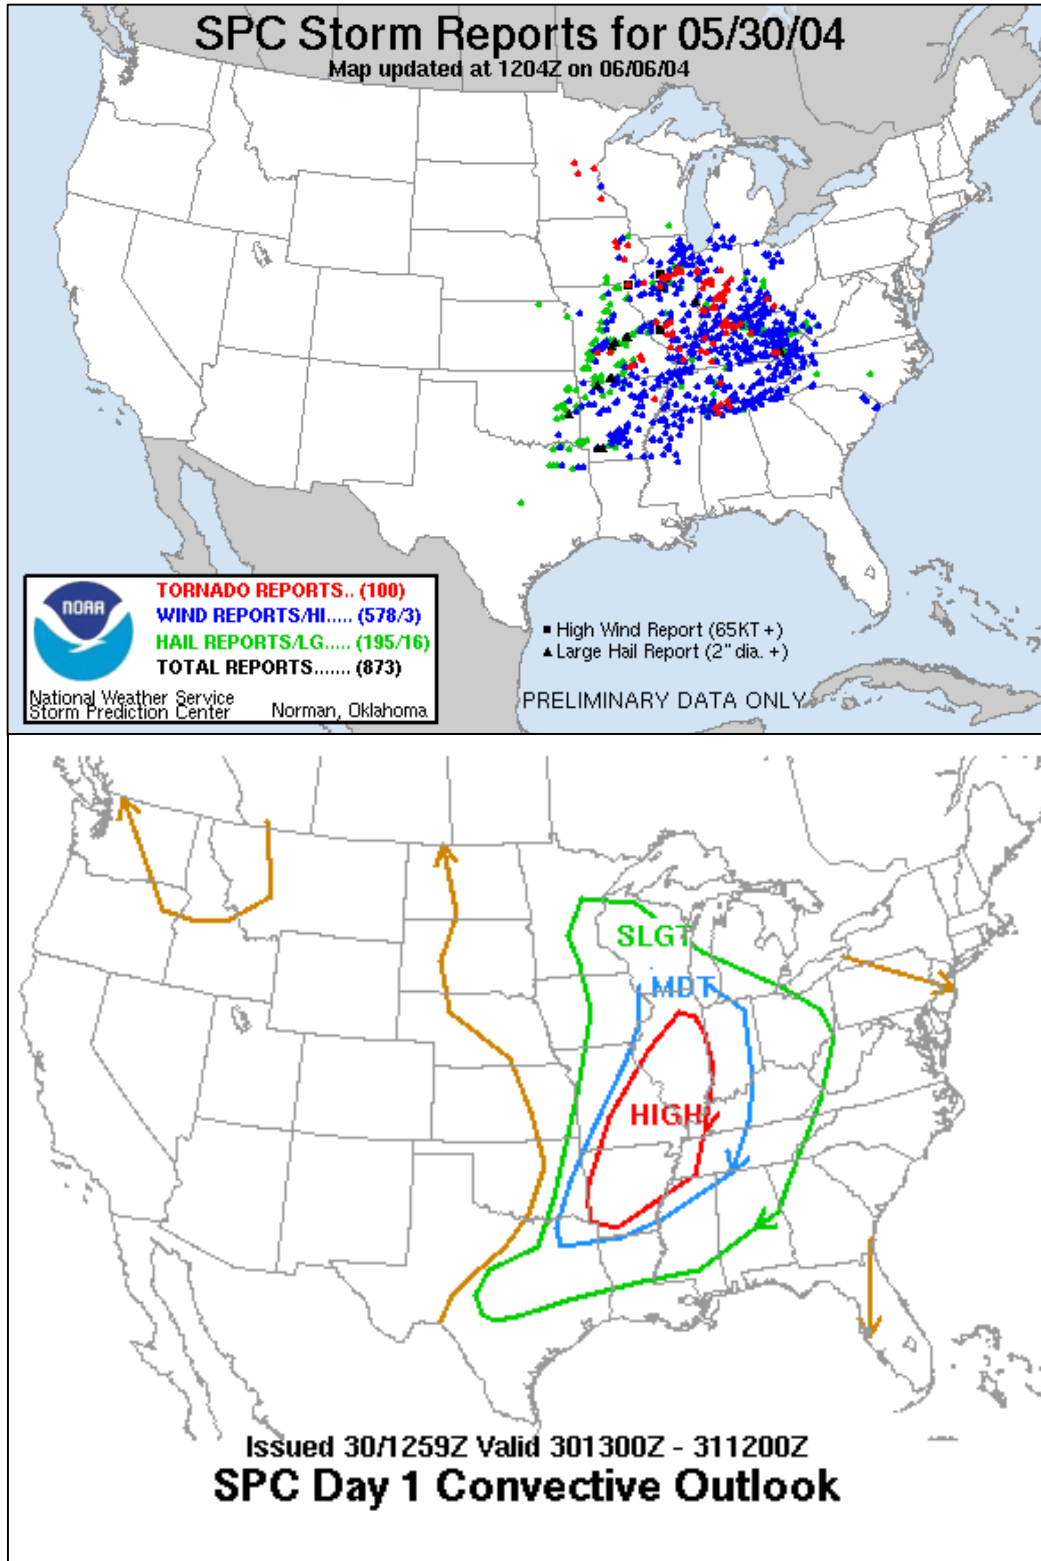 SPC Storm Reports for 05/30/04
Map updated at 1204Z on 06/06/04
NOAA
TORNADO REPORTS.. (100)
WIND REPORTS/HI..... (578/3)
HAIL REPORTS/LG..... (195/16)
TOTAL REPORTS....... (873)
National Weather Service
Storm Prediction Center Norman, Oklahoma
High Wind Report (65KT +)
Large Hail Report (2" dia. +)
PRELIMINARY DATA ONLY
SLGT
MDT
HIGH
Issued 30/1259Z Valid 301300Z - 311200Z
SPC Day 1 Convective Outlook